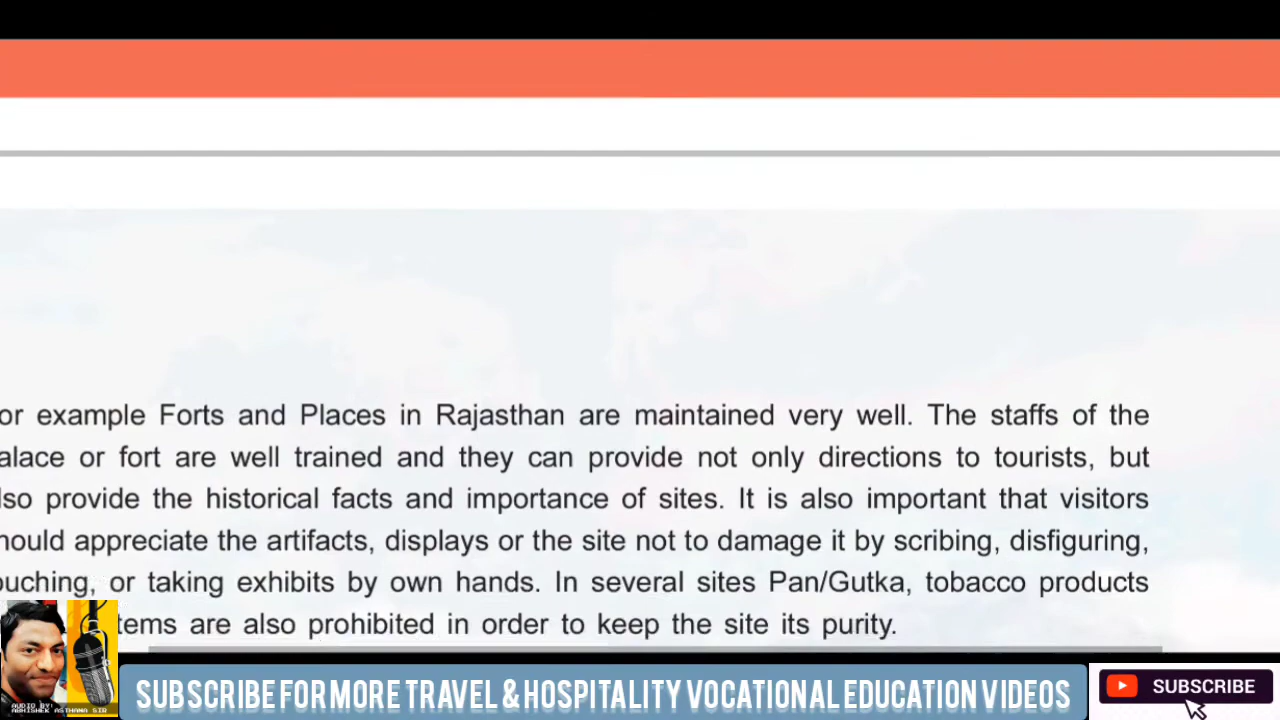 or example Forts and Places in Rajasthan are maintained very well. The staffs of the
alace or fort are well trained and they can provide not only directions to tourists, but
lso provide the historical facts and importance of sites. It is also important that visitors
hould appreciate the artifacts, displays or the site not to damage it by scribing, disfiguring,
ouching, or taking exhibits by own hands. In several sites Pan/Gutka, tobacco products
tems are also prohibited in order to keep the site its purity.
AUDIO BY:
ABHISHEK ASTHANA SIR
SUBSCRIBE FOR MORE TRAVEL & HOSPITALITY VOCATIONAL EDUCATION VIDEOS
SUBSCRIBE